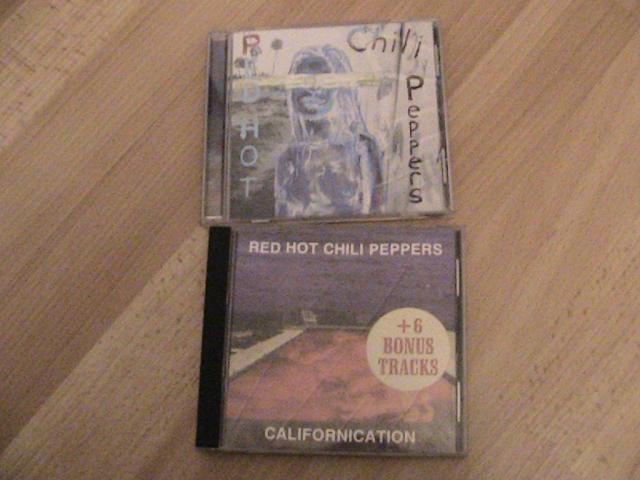 RED HOT
Chili
Peppers
RED HOT CHILI PEPPERS
+6
BONUS
TRACKS
CALIFORNICATION